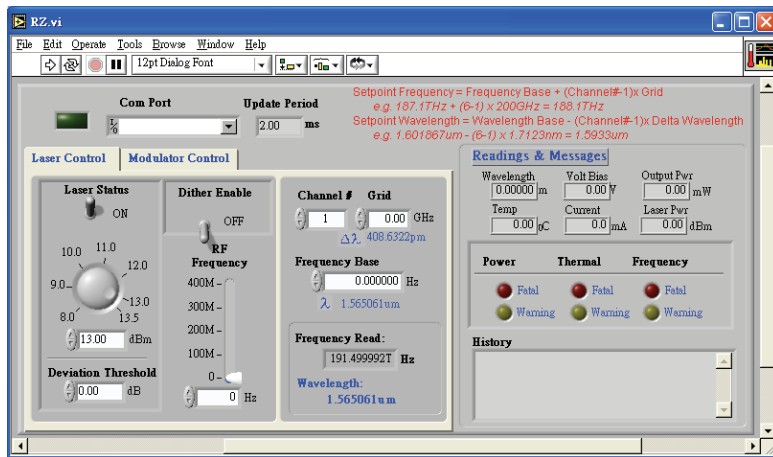 RZ.vi
File Edit Operate Tools Browse Window Help
12pt Dialog Font
Setpoint Frequency = Frequency Base + (Channel#-1)x Grid
e.g. 187.1THz + (6-1) x 200GHz = 188.1THz
Setpoint Wavelength = Wavelength Base - (Channel#-1)x Delta Wavelength
e.g. 1.601867um - (6-1) x 1.7123nm = 1.5933um
Com Port Update Period
I/O 2.00 ms
Laser Control Modulator Control
Laser Status
ON
10.0 11.0 12.0
9.0 13.0
8.0 13.5
13.00 dBm
Deviation Threshold
0.00 dB
Dither Enable
OFF
RF
Frequency
400M
300M
200M
100M
0
0 Hz
Channel # Grid
1 0.00 GHz
Δλ 408.6322pm
Frequency Base
0.000000 Hz
λ 1.565061um
Frequency Read:
191.499992T Hz
Wavelength:
1.565061um
Readings & Messages
Wavelength Volt Bias Output Pwr
0.00000 m 0.00 V 0.00 mW
Temp Current Laser Pwr
0.00 oC 0.0 mA 0.00 dBm
Power Thermal Frequency
Fatal Fatal Fatal
Warning Warning Warning
History